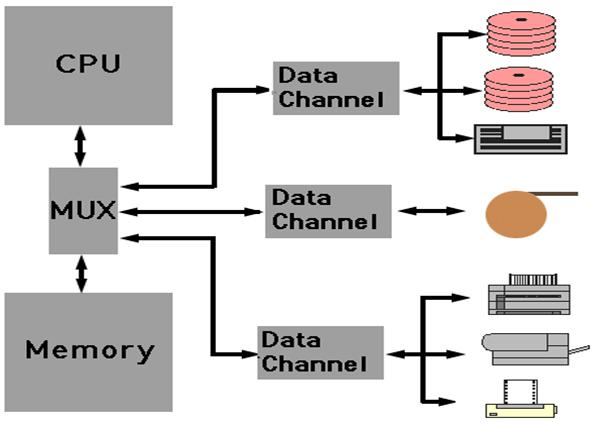 CPU
Data
Channel
MUX
Data
Channel
Memory
Data
Channel